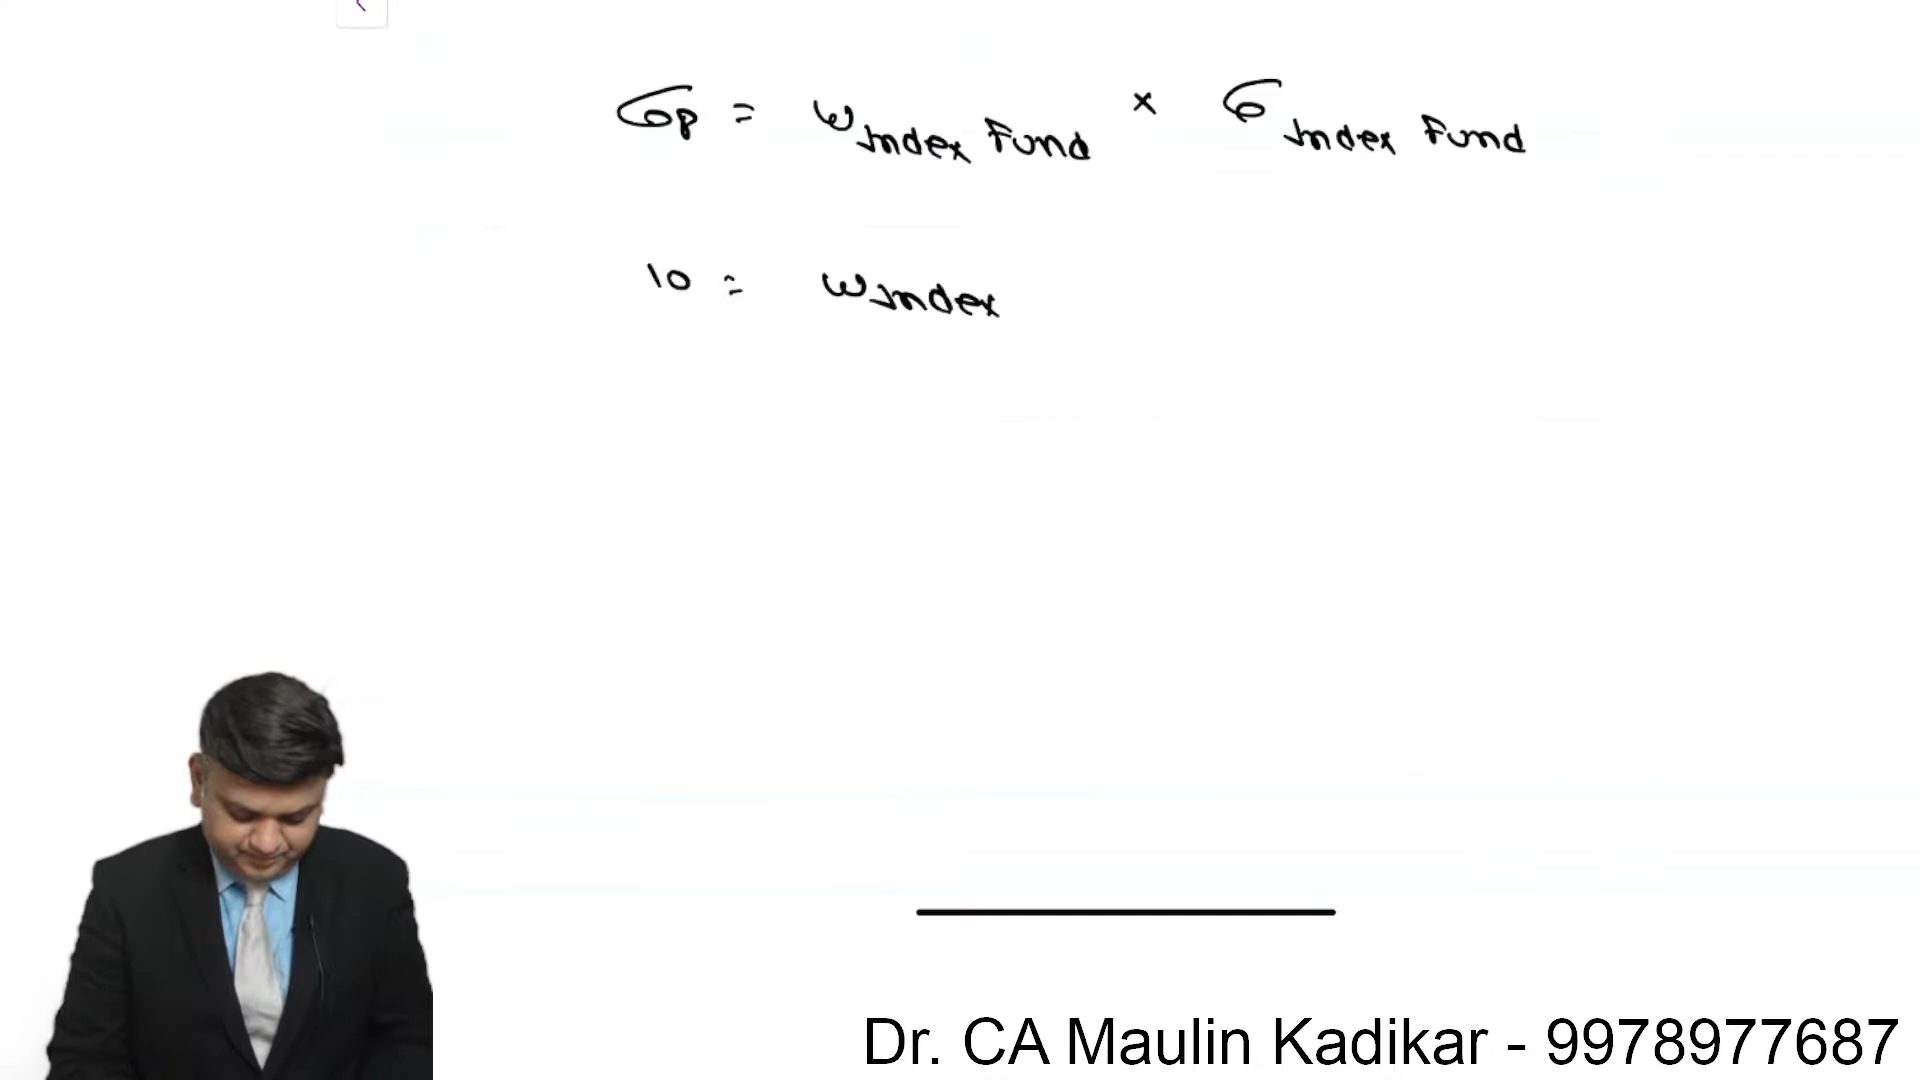 σp = w Index Fund × σ Index Fund
10 = w Index
Dr. CA Maulin Kadikar - 9978977687